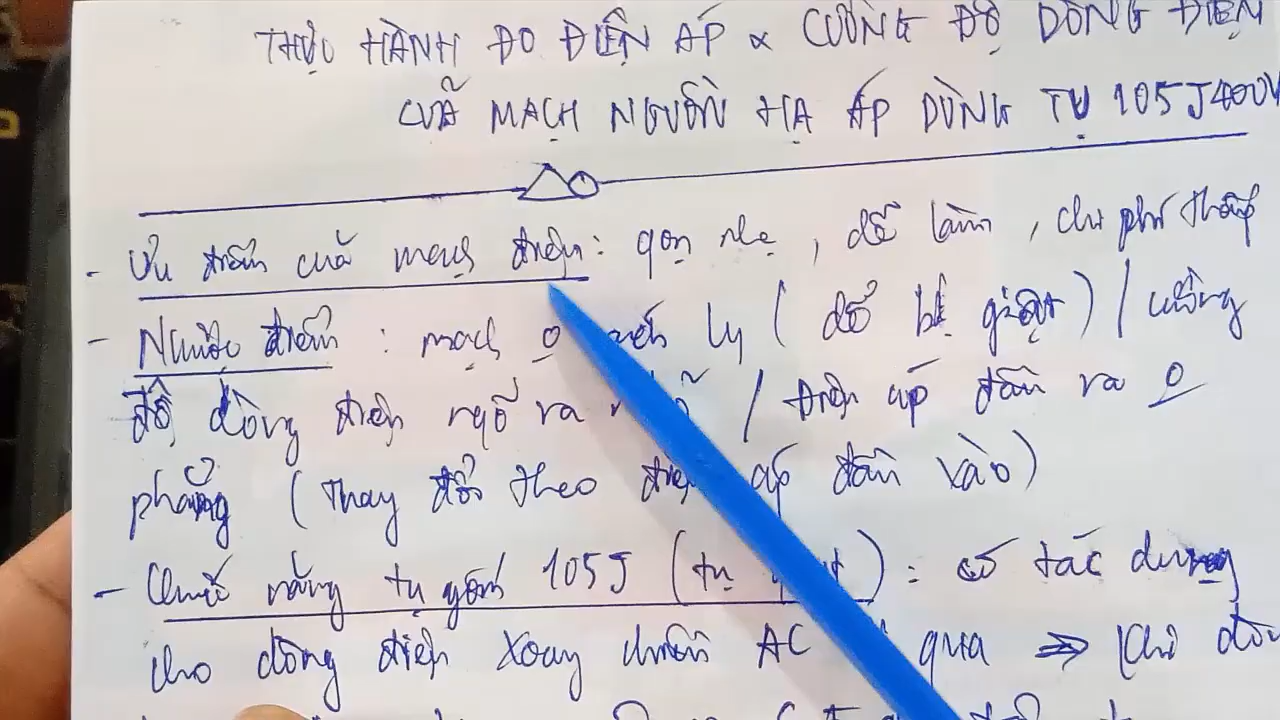 THỰC HÀNH ĐO ĐIỆN ÁP & CƯỜNG ĐỘ DÒNG ĐIỆN
CỦA MẠCH NGUỒN HẠ ÁP DÙNG TỤ 105J400V
- Ưu điểm của mạch điện: gọn nhẹ, dễ làm, chi phí thấp
- Nhược điểm: mạch ly (dễ bị giật) / cường
độ dòng điện ngõ ra / điện áp đầu ra
phẳng (thay đổi theo điện áp đầu vào)
- Chức năng tụ gốm 105J (tụ): có tác dụng
cho dòng điện xoay chiều AC qua => Khi